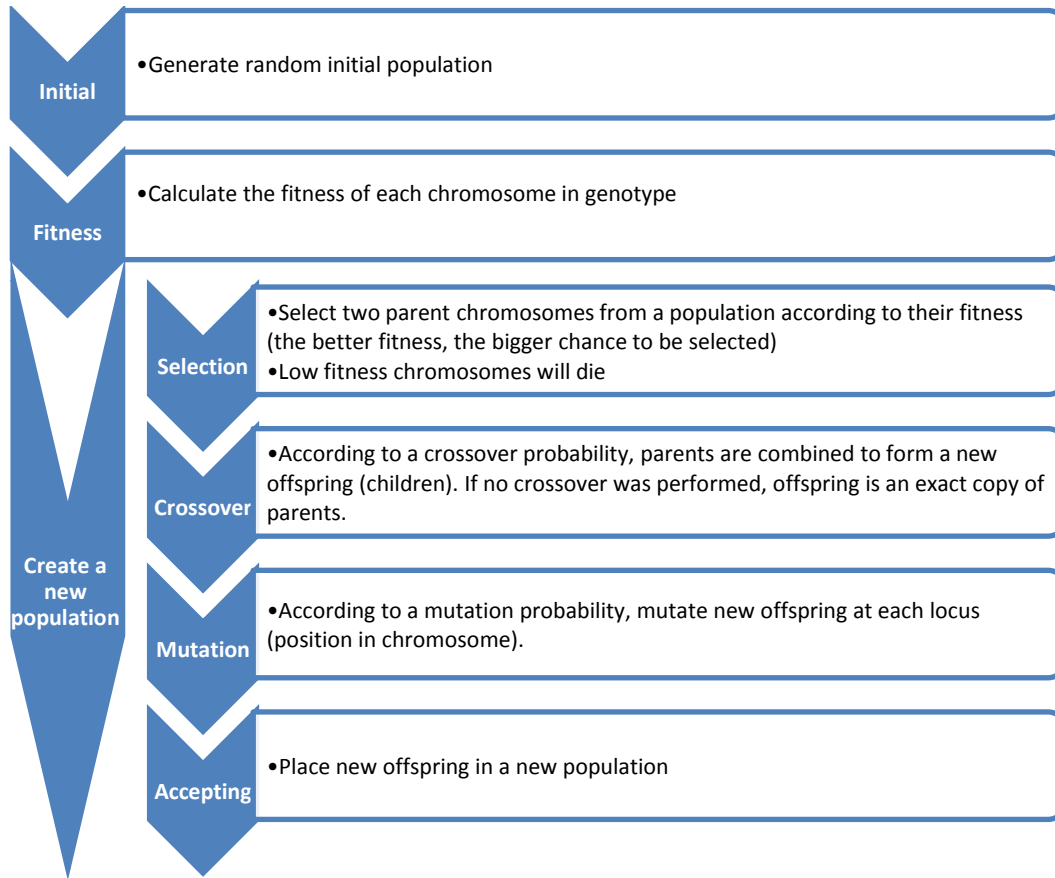 Initial
•Generate random initial population
Fitness
•Calculate the fitness of each chromosome in genotype
Create a
new
population
Selection
•Select two parent chromosomes from a population according to their fitness
(the better fitness, the bigger chance to be selected)
•Low fitness chromosomes will die
Crossover
•According to a crossover probability, parents are combined to form a new
offspring (children). If no crossover was performed, offspring is an exact copy of
parents.
Mutation
•According to a mutation probability, mutate new offspring at each locus
(position in chromosome).
Accepting
•Place new offspring in a new population